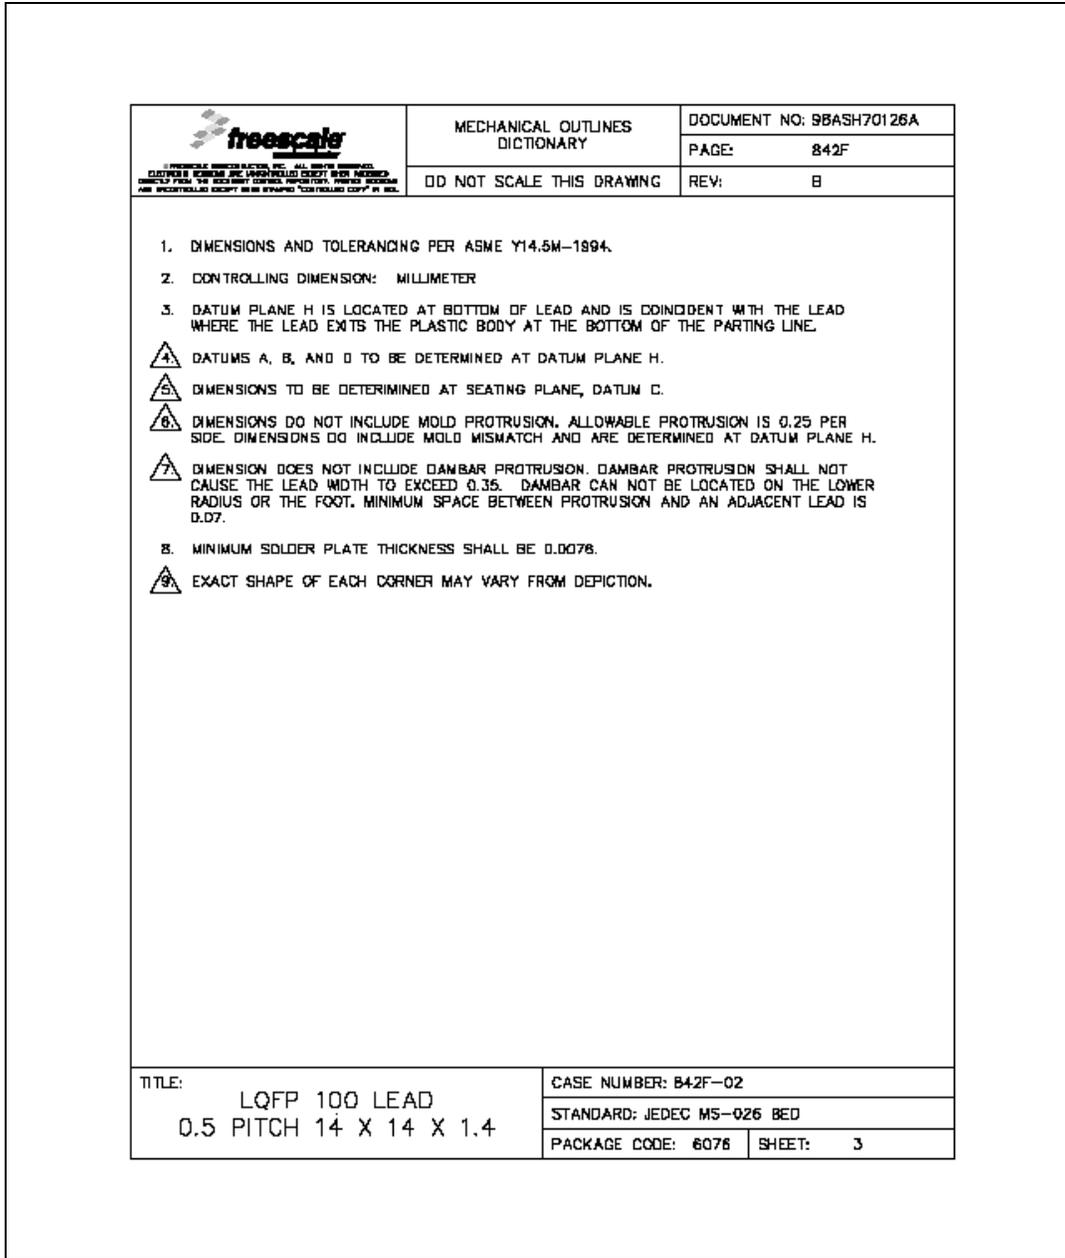 freescale
MECHANICAL OUTLINES
DICTIONARY
DO NOT SCALE THIS DRAWING
DOCUMENT NO: 98ASH70126A
PAGE: 842F
REV: B
1. DIMENSIONS AND TOLERANCING PER ASME Y14.5M-1994.
2. CONTROLLING DIMENSION: MILLIMETER
3. DATUM PLANE H IS LOCATED AT BOTTOM OF LEAD AND IS COINCIDENT WITH THE LEAD
WHERE THE LEAD EXITS THE PLASTIC BODY AT THE BOTTOM OF THE PARTING LINE.
4. DATUMS A, B, AND D TO BE DETERMINED AT DATUM PLANE H.
5. DIMENSIONS TO BE DETERIMINED AT SEATING PLANE, DATUM C.
6. DIMENSIONS DO NOT INCLUDE MOLD PROTRUSION. ALLOWABLE PROTRUSION IS 0.25 PER
SIDE. DIMENSIONS DO INCLUDE MOLD MISMATCH AND ARE DETERMINED AT DATUM PLANE H.
7. DIMENSION DOES NOT INCLUDE DAMBAR PROTRUSION. DAMBAR PROTRUSION SHALL NOT
CAUSE THE LEAD WIDTH TO EXCEED 0.35. DAMBAR CAN NOT BE LOCATED ON THE LOWER
RADIUS OR THE FOOT. MINIMUM SPACE BETWEEN PROTRUSION AND AN ADJACENT LEAD IS
0.07.
8. MINIMUM SOLDER PLATE THICKNESS SHALL BE 0.0076.
9. EXACT SHAPE OF EACH CORNER MAY VARY FROM DEPICTION.
TITLE:
LQFP 100 LEAD
0.5 PITCH 14 X 14 X 1.4
CASE NUMBER: 842F-02
STANDARD: JEDEC MS-026 BED
PACKAGE CODE: 6076 SHEET: 3